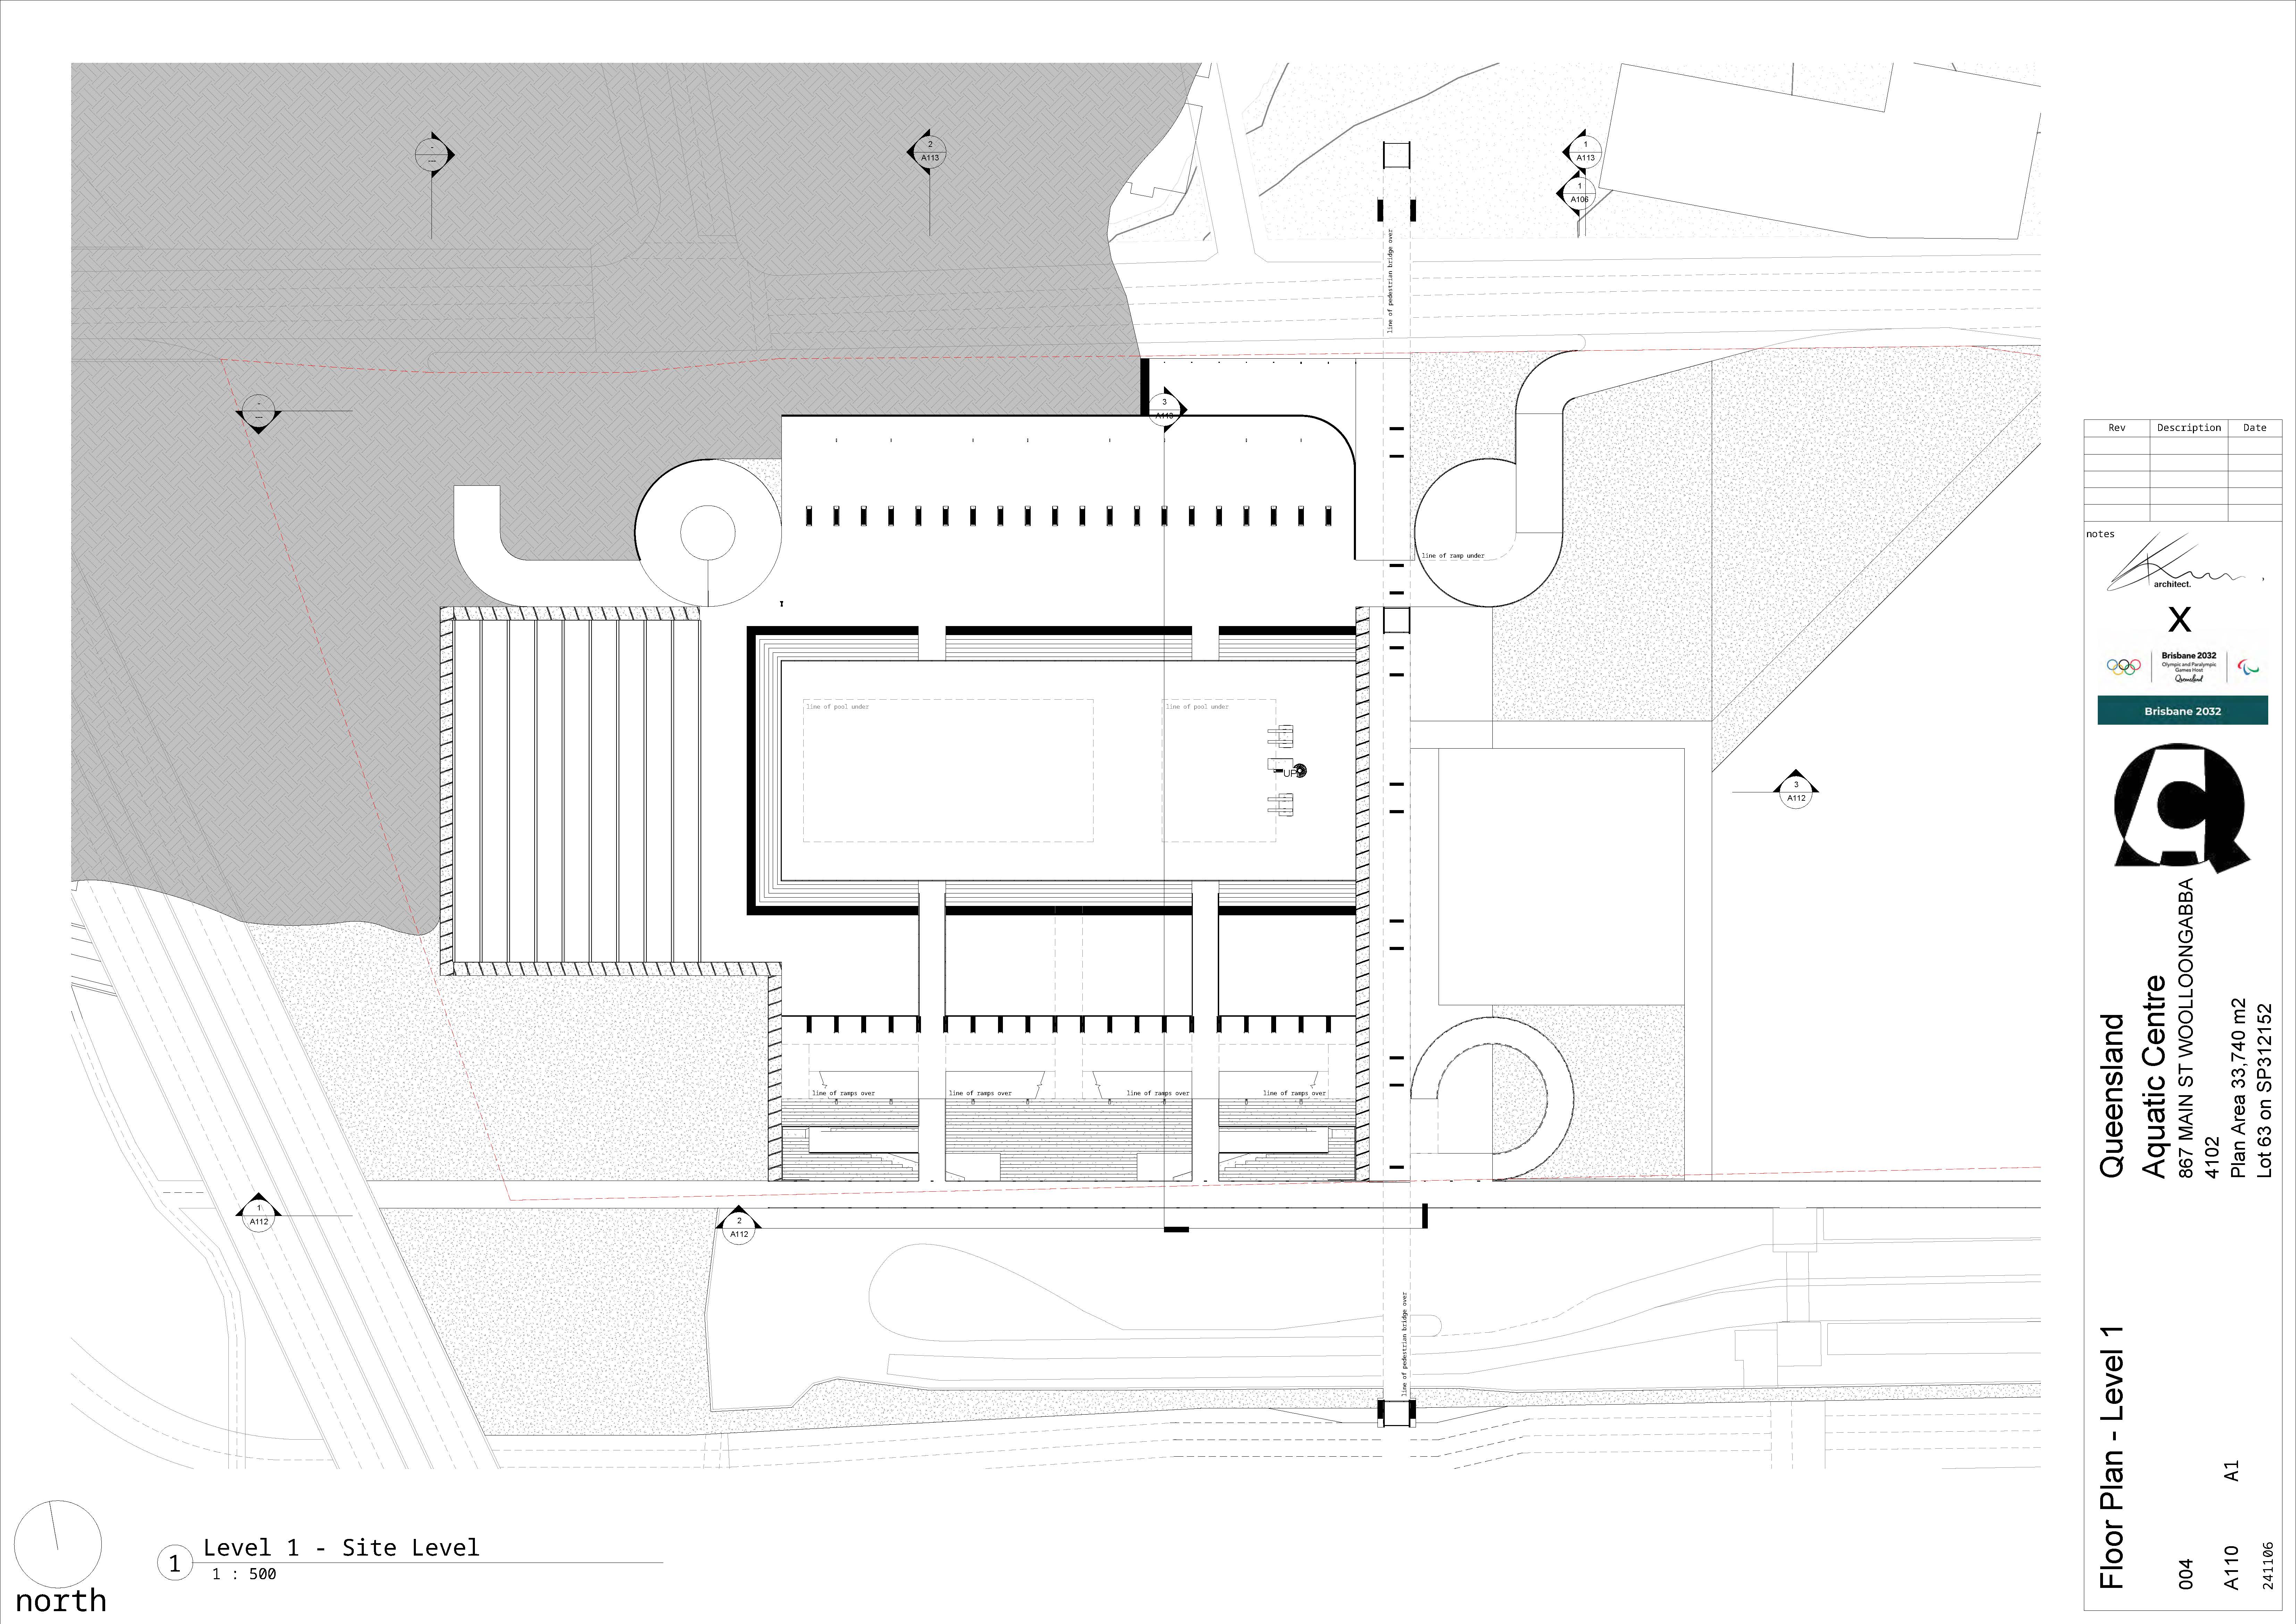 -
---
2
A113
1
A113
1
A106
line of pedestrian bridge over
-
---
3
A113
line of ramp under
line of pool under
line of pool under
UP
3
A112
line of ramps over
line of ramps over
line of ramps over
line of ramps over
1
A112
2
A112
line of pedestrian bridge over
north
1
Level 1 - Site Level
1 : 500
Rev Description Date
notes
architect.
X
Brisbane 2032
Olympic and Paralympic
Games Host
Queensland
Brisbane 2032
Queensland
Aquatic Centre
867 MAIN ST WOOLLOONGABBA
4102
Plan Area 33,740 m2
Lot 63 on SP312152
Floor Plan - Level 1
004
A110 A1
241106